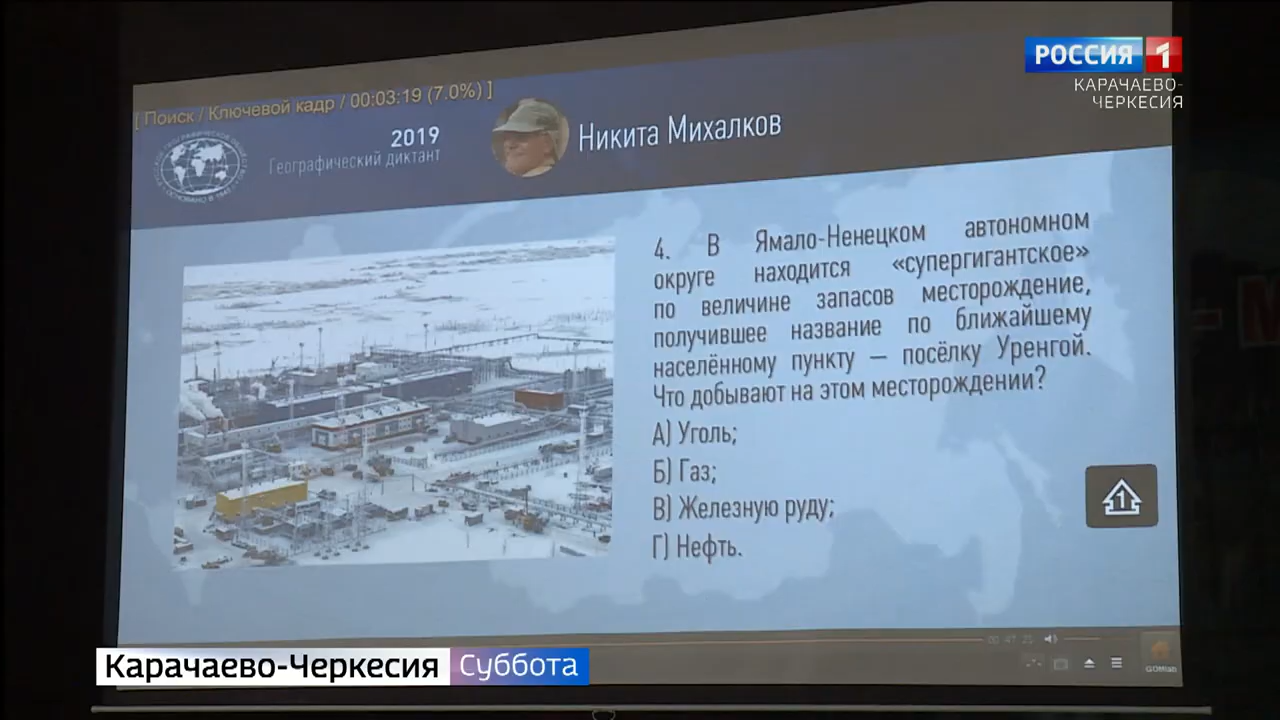 РОССИЯ 1
КАРАЧАЕВО-
ЧЕРКЕСИЯ
[ Поиск / Ключевой кадр / 00:03:19 (7.0%) ]
2019
Географический диктант
Никита Михалков
4. В Ямало-Ненецком автономном
округе находится «супергигантское»
по величине запасов месторождение,
получившее название по ближайшему
населённому пункту — посёлку Уренгой.
Что добывают на этом месторождении?
А) Уголь;
Б) Газ;
В) Железную руду;
Г) Нефть.
1
Карачаево-Черкесия Суббота